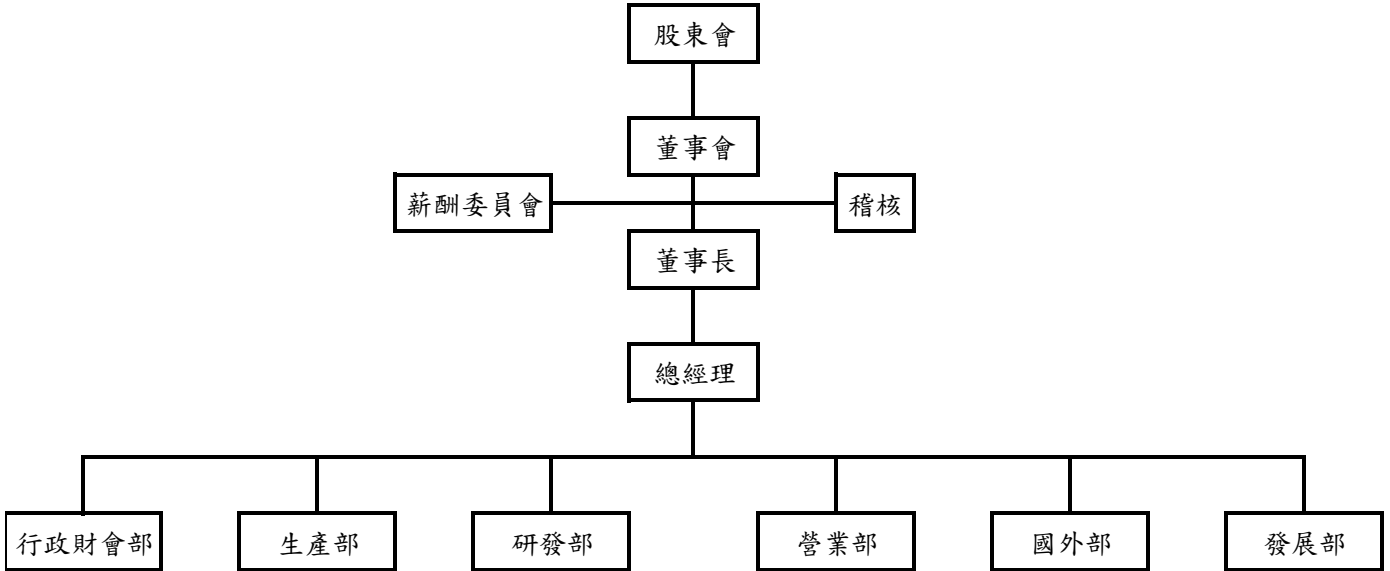 股東會
董事會
薪酬委員會
稽核
董事長
總經理
行政財會部
生產部
研發部
營業部
國外部
發展部